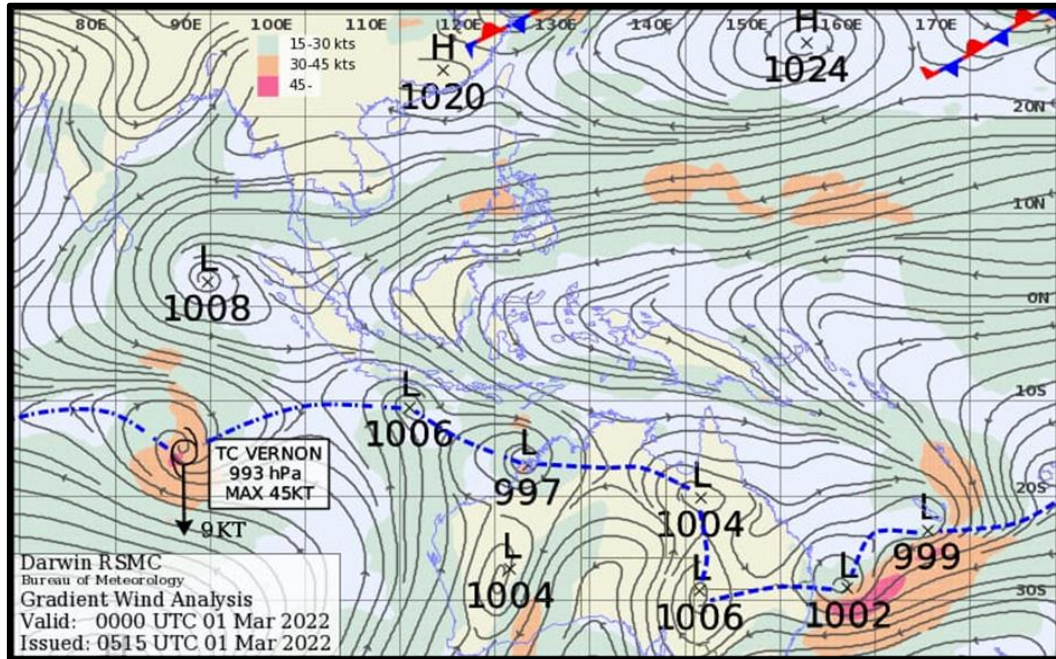 80E 90E 100E 110E 120E 130E 140E 150E 160E 170E
15-30 kts
30-45 kts
45-
H
1020
H
1024
20N
10N
L
1008
0N
10S
L
1006
TC VERNON
993 hPa
MAX 45KT
9KT
L
997
L
1004
20S
L
999
L
1004
L
1006
L
1002
30S
Darwin RSMC
Bureau of Meteorology
Gradient Wind Analysis
Valid: 0000 UTC 01 Mar 2022
Issued: 0515 UTC 01 Mar 2022